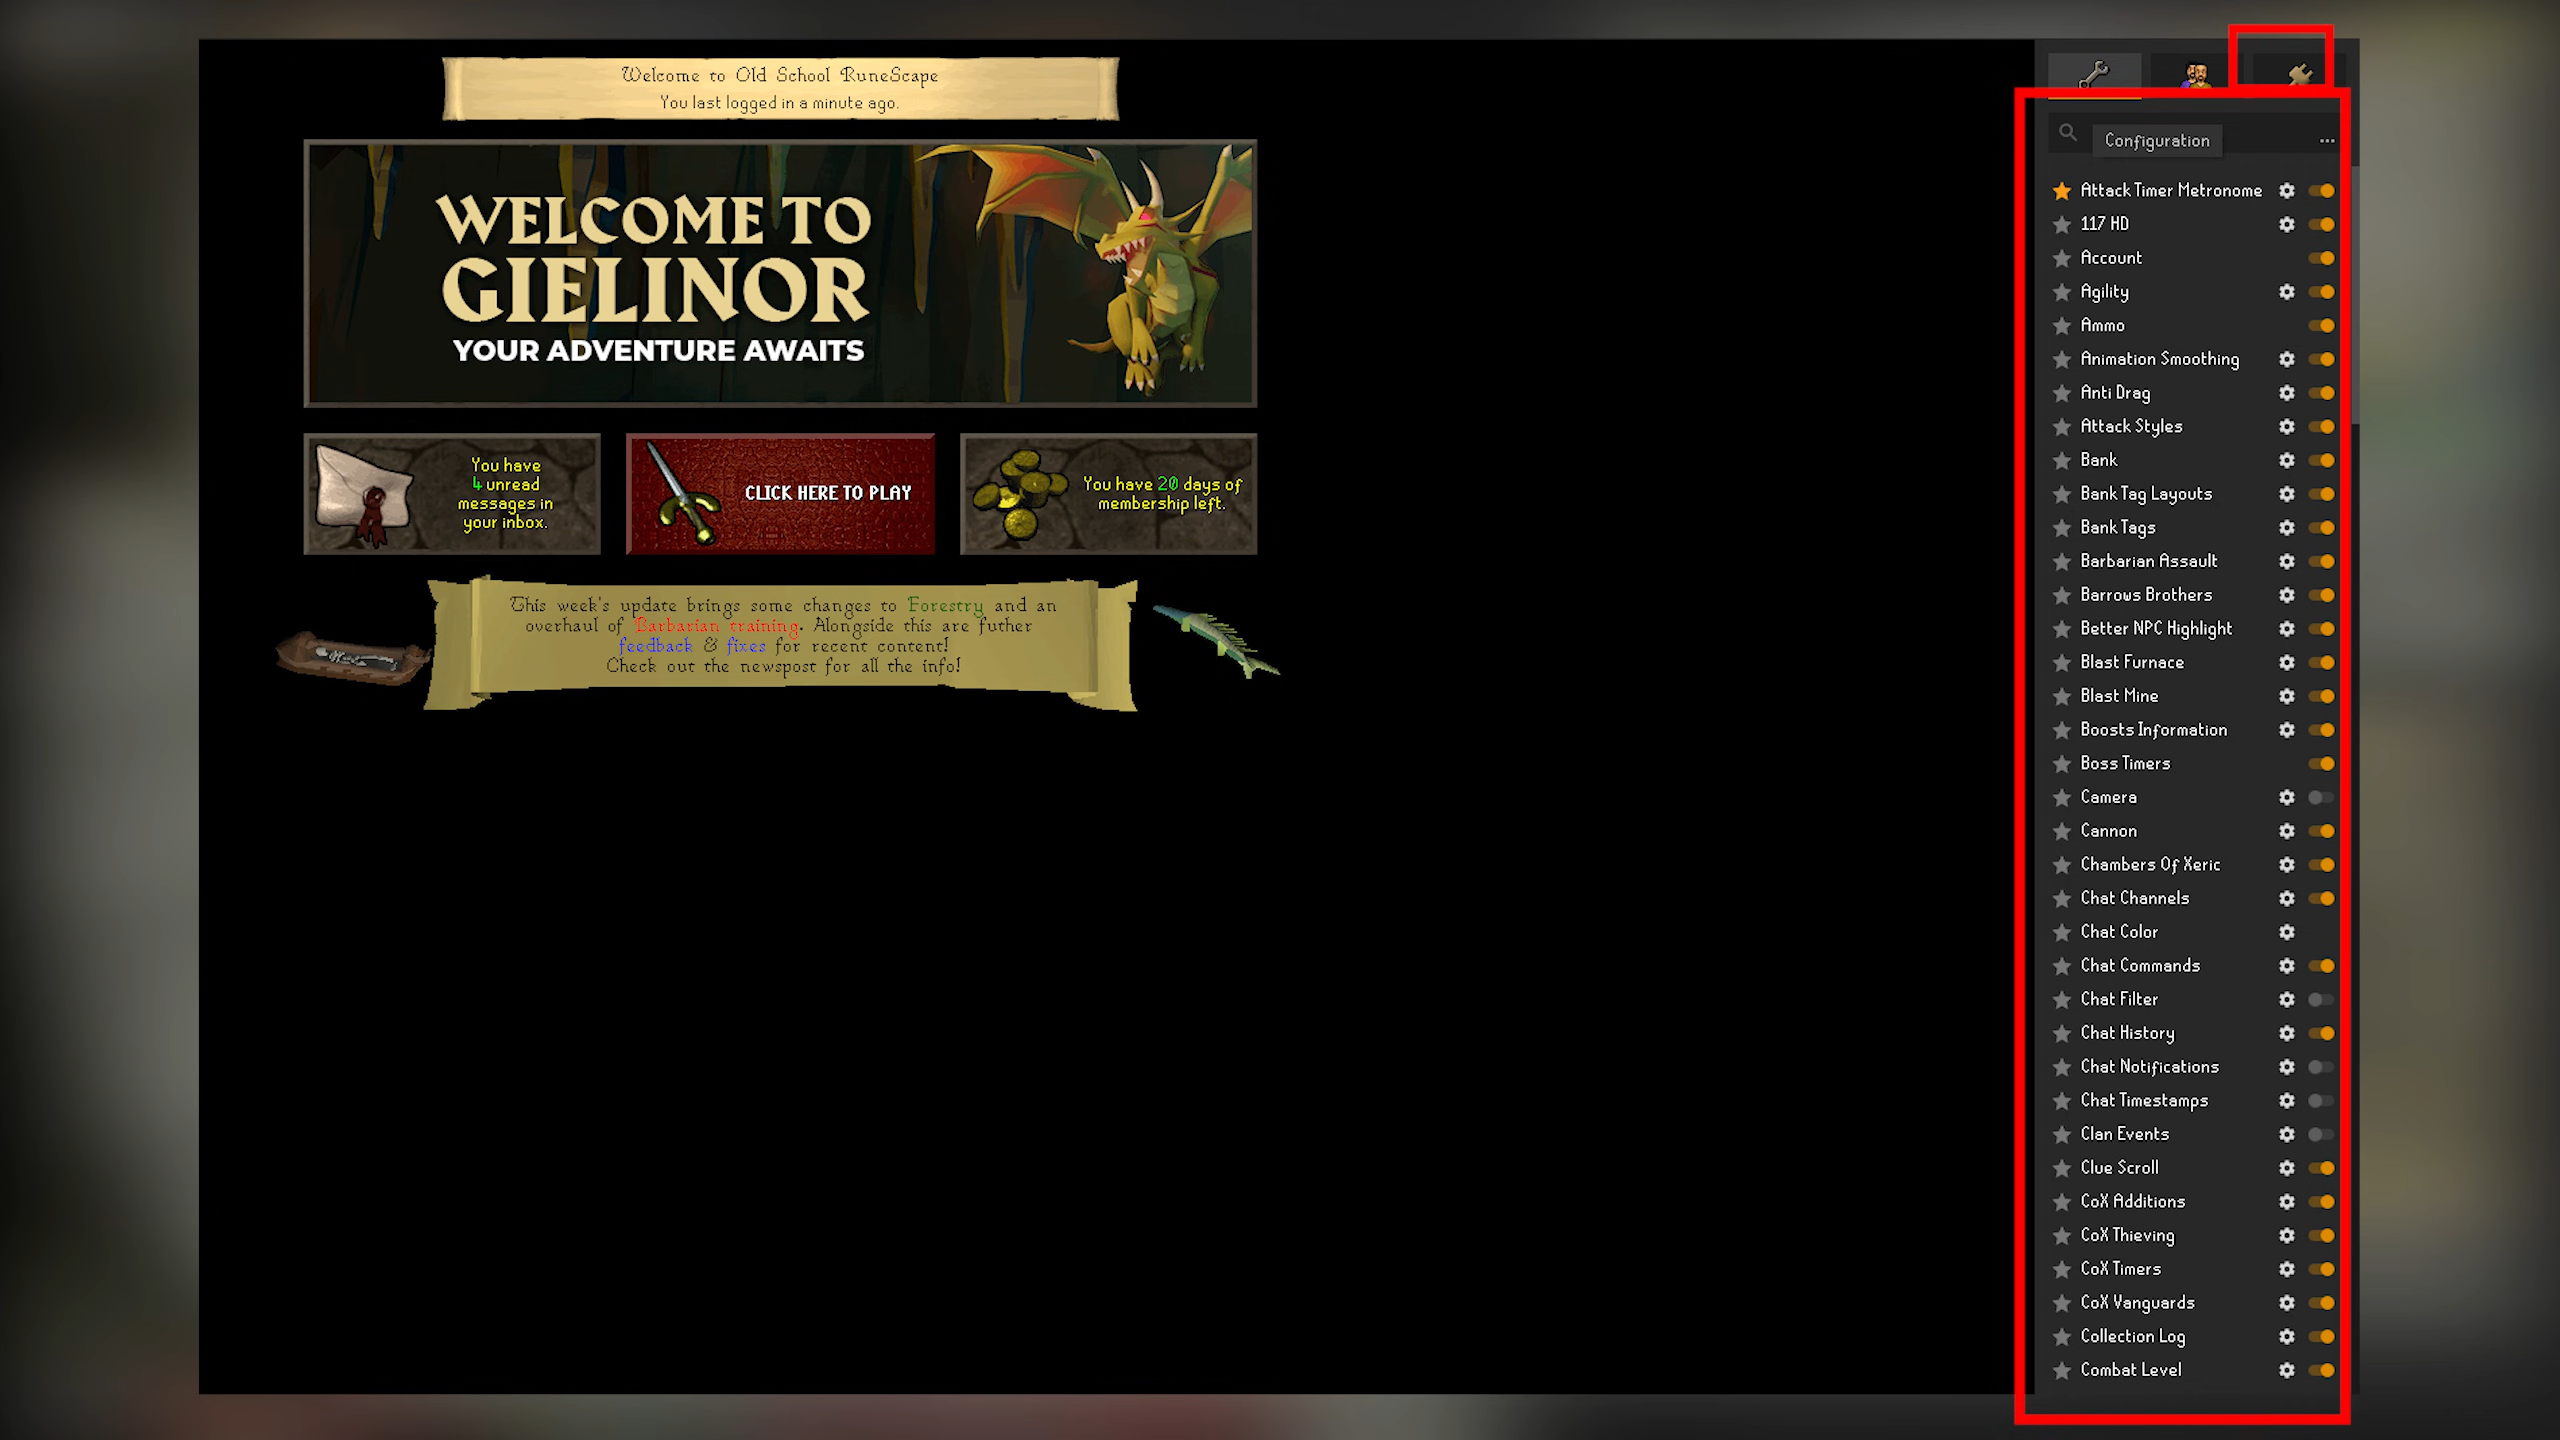 Welcome to Old School RuneScape
You last logged in a minute ago.
WELCOME TO
GIELINOR
YOUR ADVENTURE AWAITS
You have
4 unread
messages in
your inbox.
CLICK HERE TO PLAY
You have 20 days of
membership left.
This week's update brings some changes to Forestry and an
overhaul of Barbarian training. Alongside this are futher
feedback & fixes for recent content!
Check out the newspost for all the info!
Configuration
...
Attack Timer Metronome
117 HD
Account
Agility
Ammo
Animation Smoothing
Anti Drag
Attack Styles
Bank
Bank Tag Layouts
Bank Tags
Barbarian Assault
Barrows Brothers
Better NPC Highlight
Blast Furnace
Blast Mine
Boosts Information
Boss Timers
Camera
Cannon
Chambers Of Xeric
Chat Channels
Chat Color
Chat Commands
Chat Filter
Chat History
Chat Notifications
Chat Timestamps
Clan Events
Clue Scroll
CoX Additions
CoX Thieving
CoX Timers
CoX Vanguards
Collection Log
Combat Level